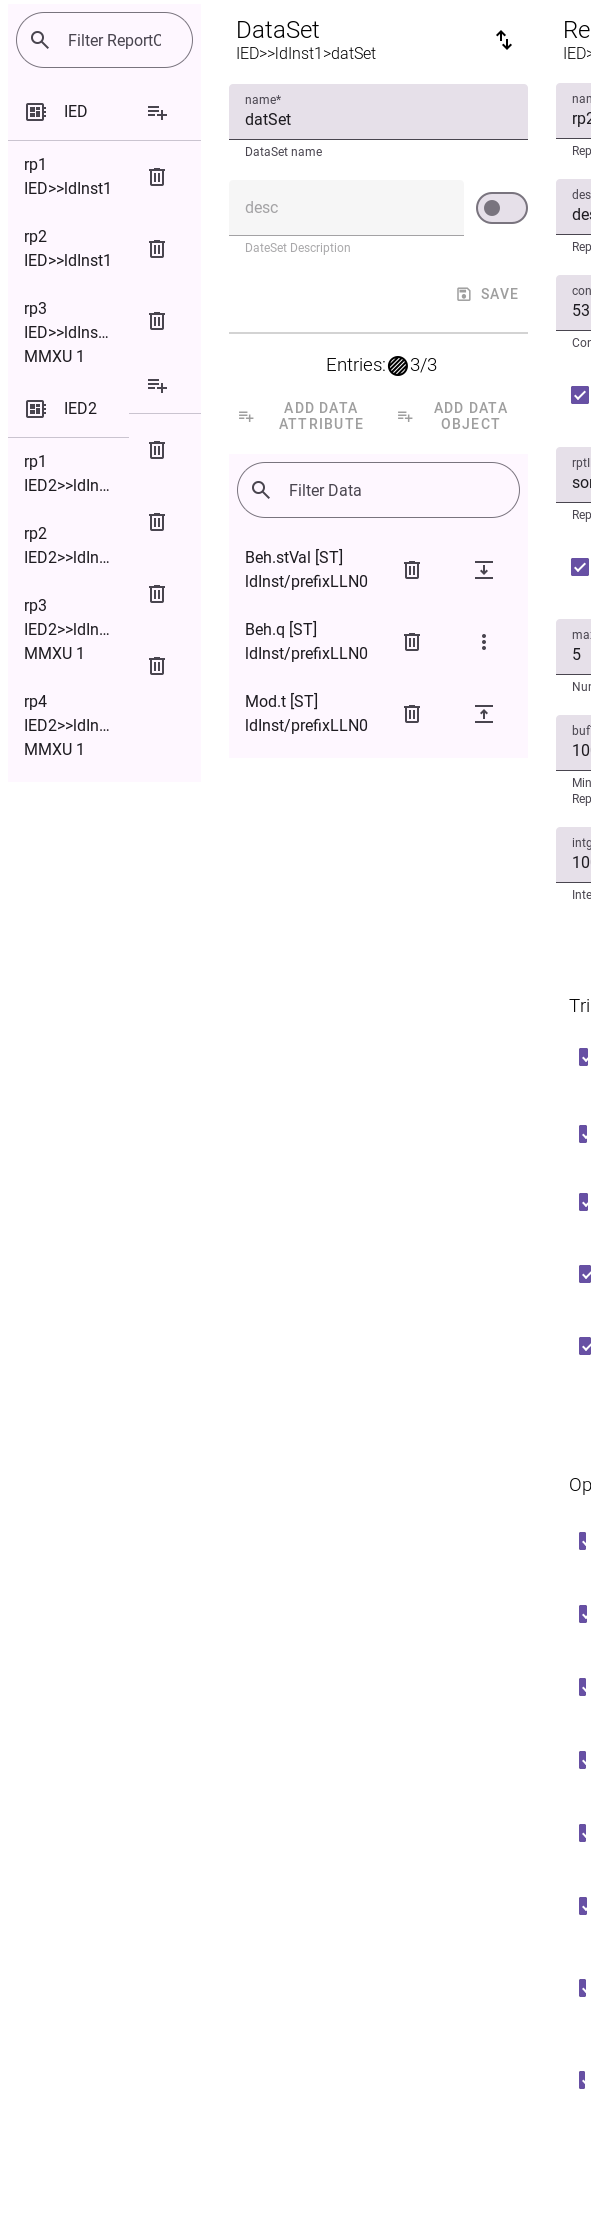 Filter ReportC
IED
rp1
IED>>ldInst1
rp2
IED>>ldInst1
rp3
IED>>ldIns...
MMXU 1
IED2
rp1
IED2>>ldIn...
rp2
IED2>>ldIn...
rp3
IED2>>ldIn...
MMXU 1
rp4
IED2>>ldIn...
MMXU 1
DataSet
IED>>ldInst1>datSet
name*
datSet
DataSet name
desc
DateSet Description
SAVE
Entries: 3/3
ADD DATA
ATTRIBUTE
ADD DATA
OBJECT
Filter Data
Beh.stVal [ST]
ldInst/prefixLLN0
Beh.q [ST]
ldInst/prefixLLN0
Mod.t [ST]
ldInst/prefixLLN0
Re
IED>
nam
rp2
Rep
des
des
Rep
con
53
Con
rptI
sor
Rep
ma
5
Nur
buf
10
Min
Rep
intg
10
Inte
Tri
Op